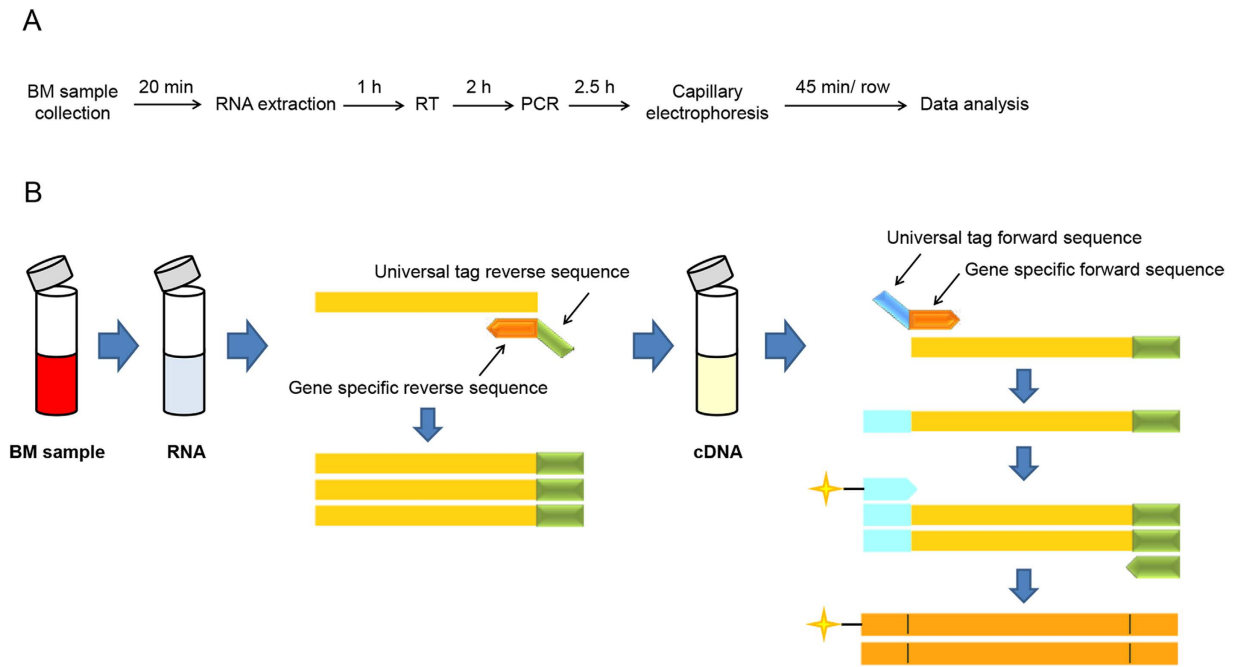 A
BM sample
collection
20 min
RNA extraction
1 h
RT
2 h
PCR
2.5 h
Capillary
electrophoresis
45 min/ row
Data analysis
B
Universal tag reverse sequence
Gene specific reverse sequence
Universal tag forward sequence
Gene specific forward sequence
BM sample
RNA
cDNA